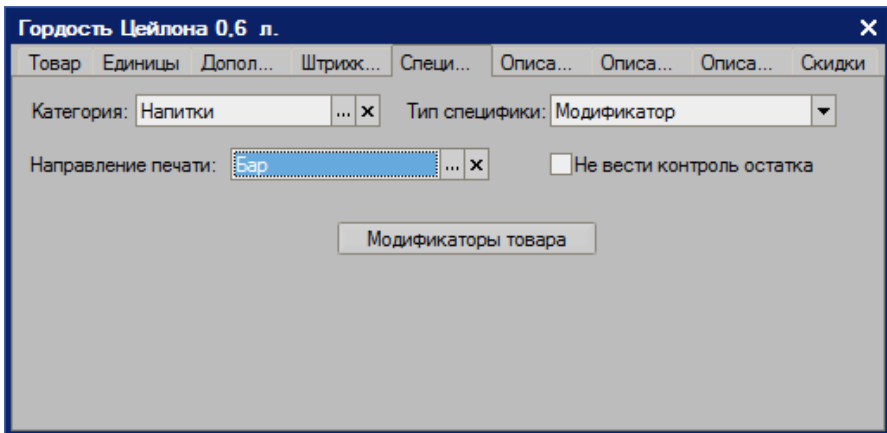 Гордость Цейлона 0,6 л.
Товар Единицы Допол... Штрихк... Специ... Описа... Описа... Описа... Скидки
Категория: Напитки ... x Тип специфики: Модификатор
Направление печати: Бар ... x Не вести контроль остатка
Модификаторы товара